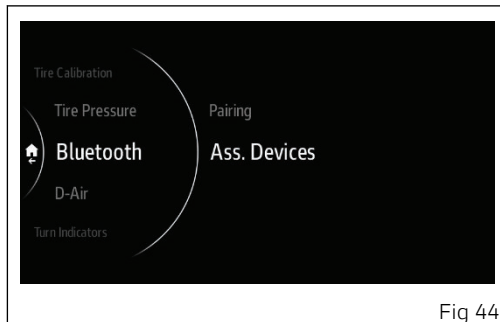 Tire Calibration
Tire Pressure
Bluetooth
D-Air
Turn Indicators
Pairing
Ass. Devices
Fig 44